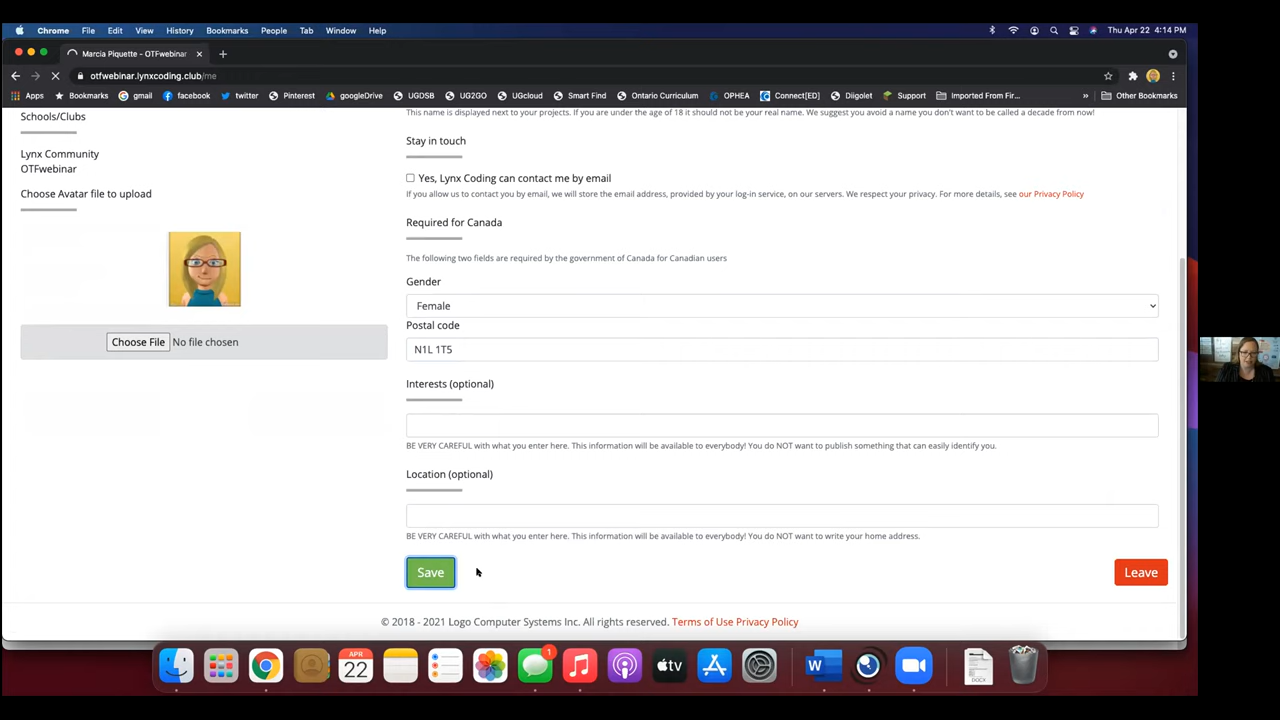 Chrome File Edit View History Bookmarks People Tab Window Help
Thu Apr 22 4:14 PM
Marcia Piquette - OTFwebinar
otfwebinar.lynxcoding.club/me
Apps Bookmarks gmail facebook twitter Pinterest googleDrive UGDSB UG2GO UGcloud Smart Find Ontario Curriculum OPHEA Connect[ED] Diigolet Support Imported From Fir... » Other Bookmarks
Schools/Clubs
Lynx Community
OTFwebinar
Choose Avatar file to upload
Choose File No file chosen
This name is displayed next to your projects. If you are under the age of 18 it should not be your real name. We suggest you avoid a name you don't want to be called a decade from now!
Stay in touch
Yes, Lynx Coding can contact me by email
If you allow us to contact you by email, we will store the email address, provided by your log-in service, on our servers. We respect your privacy. For more details, see our Privacy Policy
Required for Canada
The following two fields are required by the government of Canada for Canadian users
Gender
Female
Postal code
N1L 1T5
Interests (optional)
BE VERY CAREFUL with what you enter here. This information will be available to everybody! You do NOT want to publish something that can easily identify you.
Location (optional)
BE VERY CAREFUL with what you enter here. This information will be available to everybody! You do NOT want to write your home address.
Save
Leave
© 2018 - 2021 Logo Computer Systems Inc. All rights reserved. Terms of Use Privacy Policy
APR
22
1
tv
W
DOCX